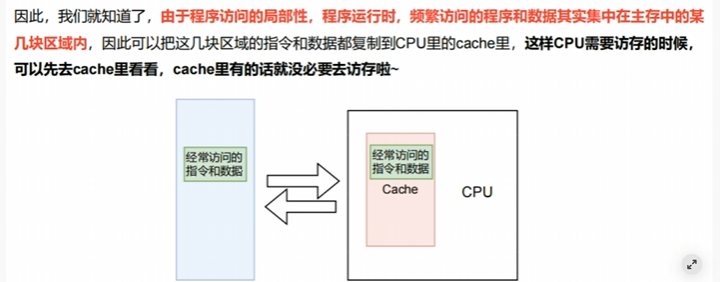 因此，我们就知道了，由于程序访问的局部性，程序运行时，频繁访问的程序和数据其实集中在主存中的某
几块区域内，因此可以把这几块区域的指令和数据都复制到CPU里的cache里，这样CPU需要访存的时候，
可以先去cache里看看，cache里有的话就没必要去访存啦~
经常访问的
指令和数据
经常访问的
指令和数据
Cache
CPU